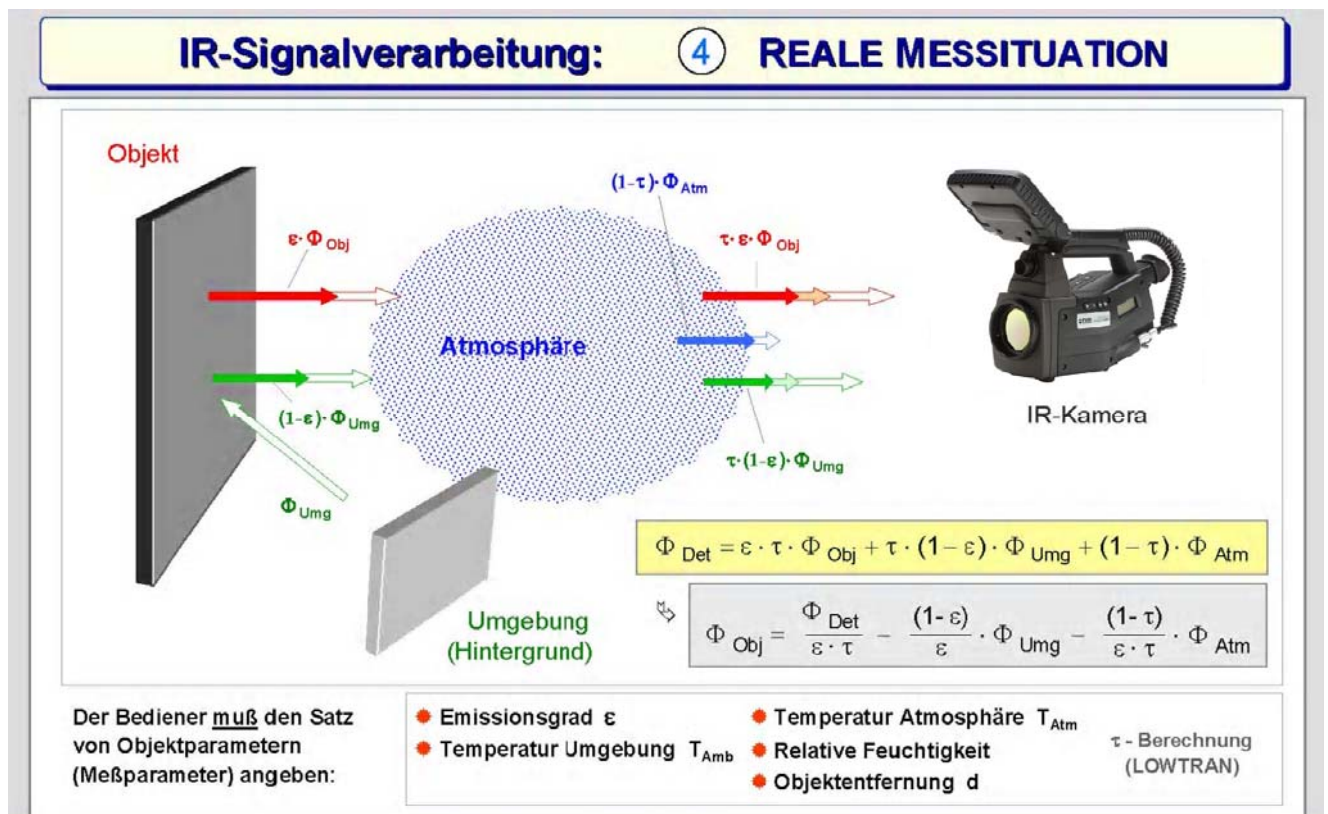 IR-Signalverarbeitung: 4 REALE MESSITUATION
Objekt
(1-τ)·Φ Atm
ε·Φ Obj
τ·ε·Φ Obj
Atmosphäre
(1-ε)·Φ Umg
τ·(1-ε)·Φ Umg
IR-Kamera
Φ Umg
Φ Det = ε · τ · Φ Obj + τ · (1− ε) · Φ Umg + (1− τ) · Φ Atm
Umgebung
(Hintergrund)
Φ Obj = Φ Det / ε · τ − (1- ε) / ε · Φ Umg − (1- τ) / ε · τ · Φ Atm
Der Bediener muß den Satz
von Objektparametern
(Meßparameter) angeben:
Emissionsgrad ε
Temperatur Umgebung T Amb
Temperatur Atmosphäre T Atm
Relative Feuchtigkeit
Objektentfernung d
τ - Berechnung
(LOWTRAN)